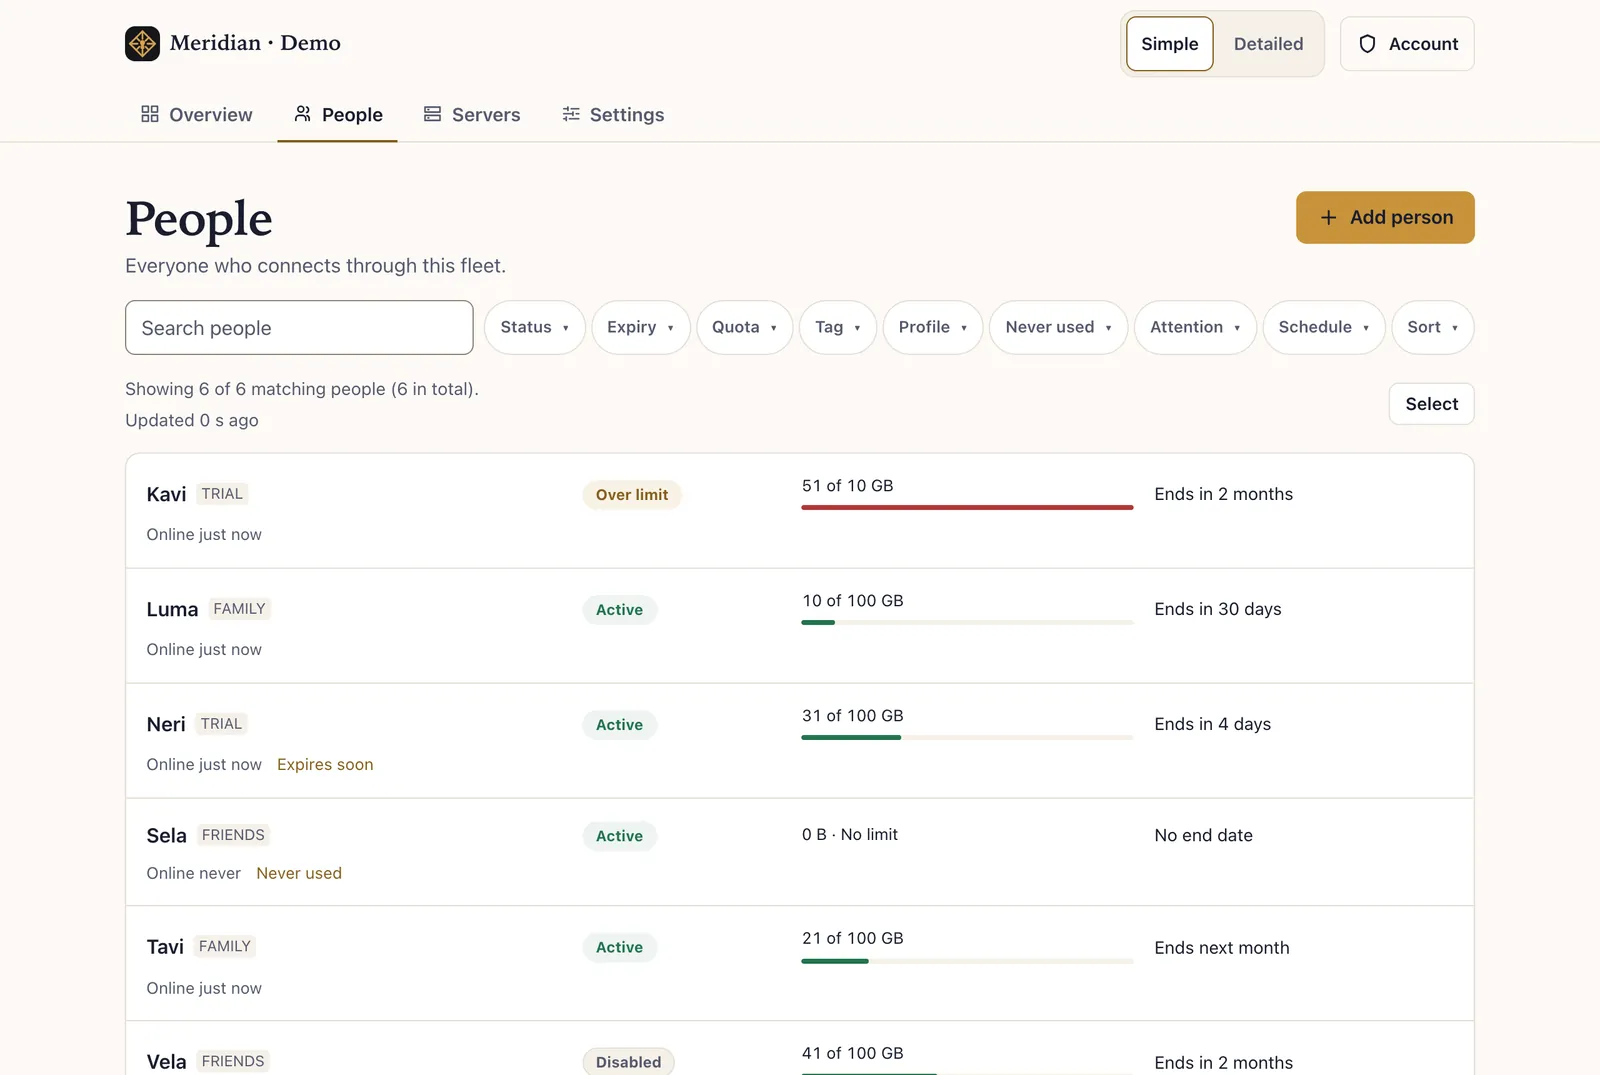 Meridian · Demo
Simple
Detailed
Account
Overview
People
Servers
Settings
People
Add person
Everyone who connects through this fleet.
Search people
Status
Expiry
Quota
Tag
Profile
Never used
Attention
Schedule
Sort
Showing 6 of 6 matching people (6 in total).
Updated 0 s ago
Select
Kavi TRIAL
Over limit
51 of 10 GB
Ends in 2 months
Online just now
Luma FAMILY
Active
10 of 100 GB
Ends in 30 days
Online just now
Neri TRIAL
Active
31 of 100 GB
Ends in 4 days
Online just now Expires soon
Sela FRIENDS
Active
0 B · No limit
No end date
Online never Never used
Tavi FAMILY
Active
21 of 100 GB
Ends next month
Online just now
Vela FRIENDS
Disabled
41 of 100 GB
Ends in 2 months